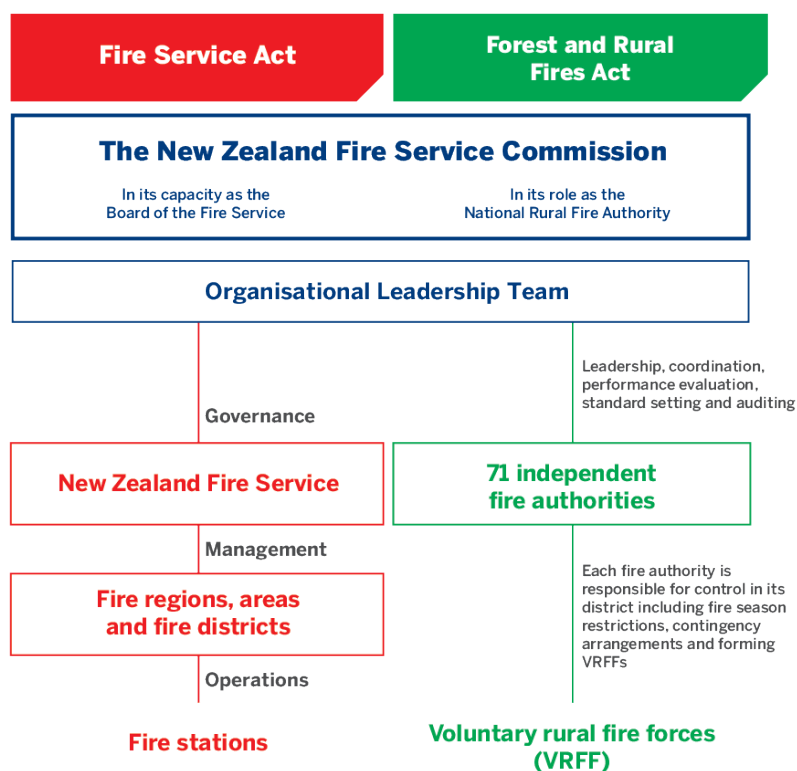 Fire Service Act
Forest and Rural
Fires Act
The New Zealand Fire Service Commission
In its capacity as the
Board of the Fire Service
In its role as the
National Rural Fire Authority
Organisational Leadership Team
Governance
Leadership, coordination,
performance evaluation,
standard setting and auditing
New Zealand Fire Service
71 independent
fire authorities
Management
Fire regions, areas
and fire districts
Each fire authority is
responsible for control in its
district including fire season
restrictions, contingency
arrangements and forming
VRFFs
Operations
Fire stations
Voluntary rural fire forces
(VRFF)